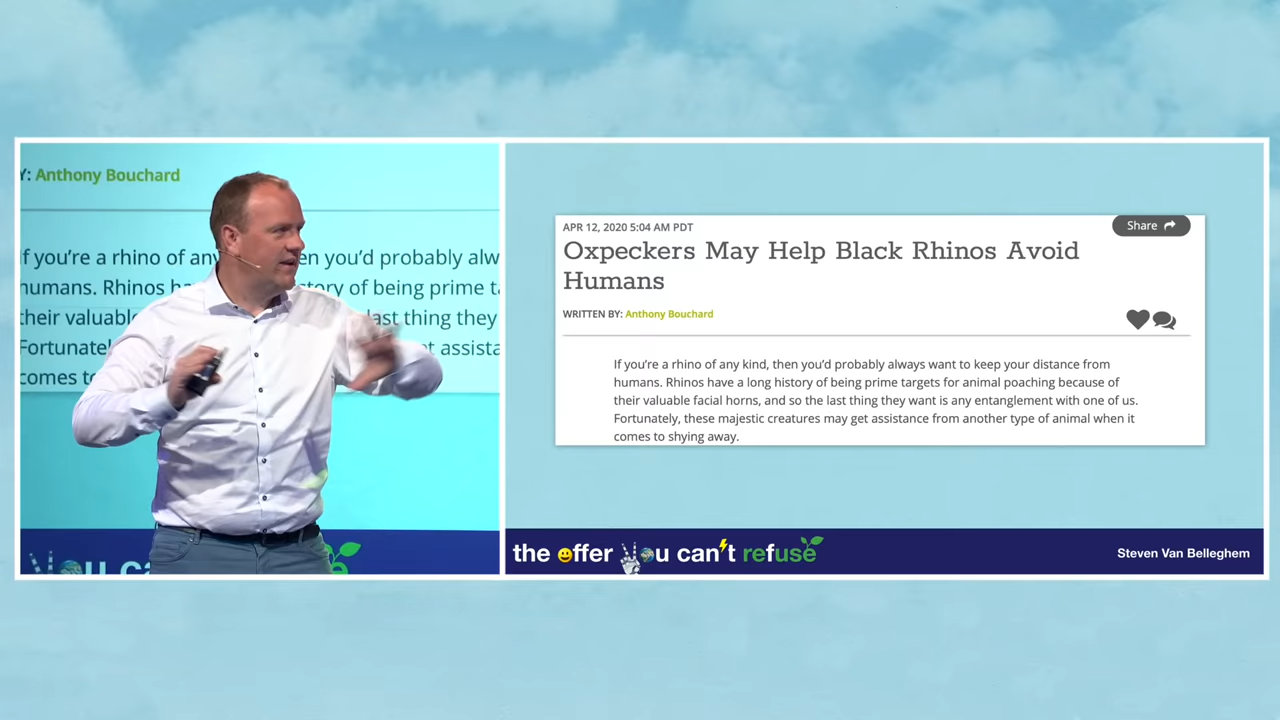 Y: Anthony Bouchard
If you're a rhino of any en you'd probably alw
humans. Rhinos ha story of being prime ta
their valuable last thing they
Fortunatel t assista
comes to
you ca
APR 12, 2020 5:04 AM PDT
Share
Oxpeckers May Help Black Rhinos Avoid
Humans
WRITTEN BY: Anthony Bouchard
If you're a rhino of any kind, then you'd probably always want to keep your distance from
humans. Rhinos have a long history of being prime targets for animal poaching because of
their valuable facial horns, and so the last thing they want is any entanglement with one of us.
Fortunately, these majestic creatures may get assistance from another type of animal when it
comes to shying away.
the offer you can't refuse
Steven Van Belleghem